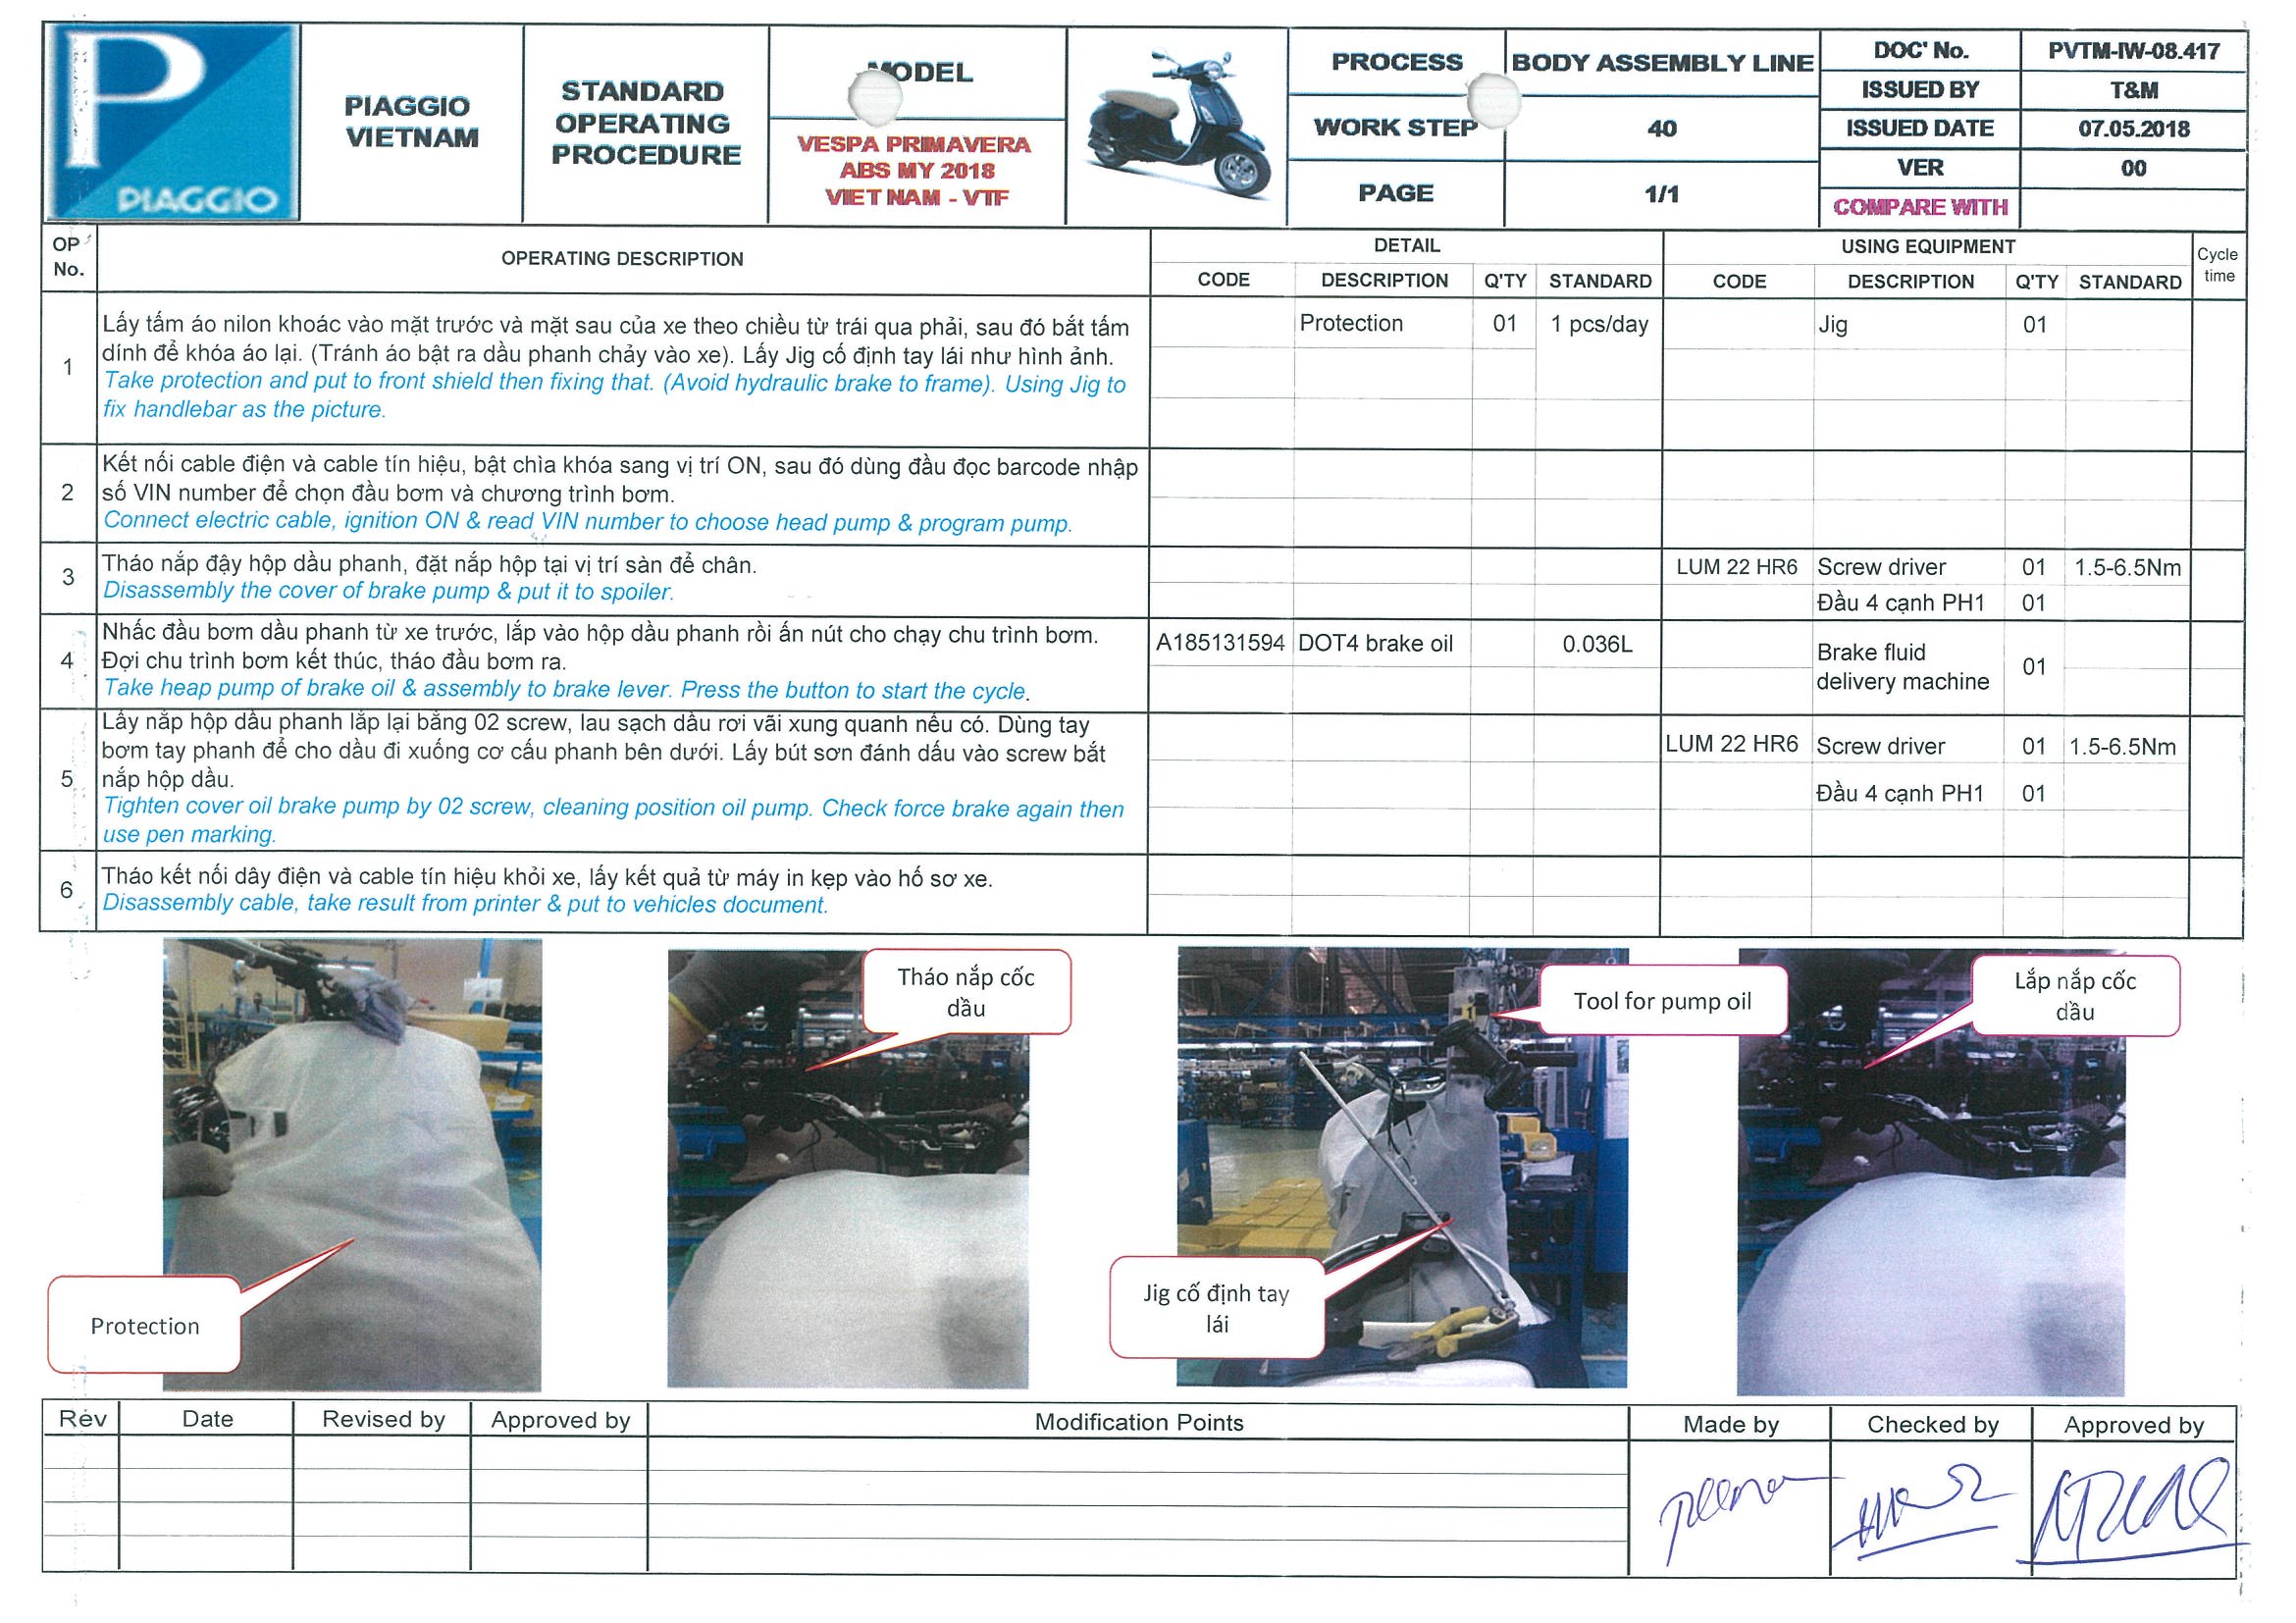 PIAGGIO
PIAGGIO
VIETNAM
STANDARD
OPERATING
PROCEDURE
MODEL
VESPA PRIMAVERA
ABS MY 2018
VIET NAM - VTF
PROCESS
BODY ASSEMBLY LINE
WORK STEP
40
PAGE
1/1
DOC' No.
PVTM-IW-08.417
ISSUED BY
T&M
ISSUED DATE
07.05.2018
VER
00
COMPARE WITH
OP
No.
OPERATING DESCRIPTION
DETAIL
USING EQUIPMENT
Cycle
time
CODE
DESCRIPTION
Q'TY
STANDARD
CODE
DESCRIPTION
Q'TY
STANDARD
1
Lấy tấm áo nilon khoác vào mặt trước và mặt sau của xe theo chiều từ trái qua phải, sau đó bắt tấm
dính để khóa áo lại. (Tránh áo bật ra dầu phanh chảy vào xe). Lấy Jig cố định tay lái như hình ảnh.
Take protection and put to front shield then fixing that. (Avoid hydraulic brake to frame). Using Jig to
fix handlebar as the picture.
Protection
01
1 pcs/day
Jig
01
2
Kết nối cable điện và cable tín hiệu, bật chìa khóa sang vị trí ON, sau đó dùng đầu đọc barcode nhập
số VIN number để chọn đầu bơm và chương trình bơm.
Connect electric cable, ignition ON & read VIN number to choose head pump & program pump.
3
Tháo nắp đậy hộp dầu phanh, đặt nắp hộp tại vị trí sàn để chân.
Disassembly the cover of brake pump & put it to spoiler.
LUM 22 HR6
Screw driver
01
1.5-6.5Nm
Đầu 4 cạnh PH1
01
4
Nhấc đầu bơm dầu phanh từ xe trước, lắp vào hộp dầu phanh rồi ấn nút cho chạy chu trình bơm.
Đợi chu trình bơm kết thúc, tháo đầu bơm ra.
Take heap pump of brake oil & assembly to brake lever. Press the button to start the cycle.
A185131594
DOT4 brake oil
0.036L
Brake fluid
delivery machine
01
5
Lấy nắp hộp dầu phanh lắp lại bằng 02 screw, lau sạch dầu rơi vãi xung quanh nếu có. Dùng tay
bơm tay phanh để cho dầu đi xuống cơ cấu phanh bên dưới. Lấy bút sơn đánh dấu vào screw bắt
nắp hộp dầu.
Tighten cover oil brake pump by 02 screw, cleaning position oil pump. Check force brake again then
use pen marking.
LUM 22 HR6
Screw driver
01
1.5-6.5Nm
Đầu 4 cạnh PH1
01
6
Tháo kết nối dây điện và cable tín hiệu khỏi xe, lấy kết quả từ máy in kẹp vào hố sơ xe.
Disassembly cable, take result from printer & put to vehicles document.
Protection
Tháo nắp cốc
dầu
Tool for pump oil
1
Jig cố định tay
lái
Lắp nắp cốc
dầu
Rev
Date
Revised by
Approved by
Modification Points
Made by
Checked by
Approved by